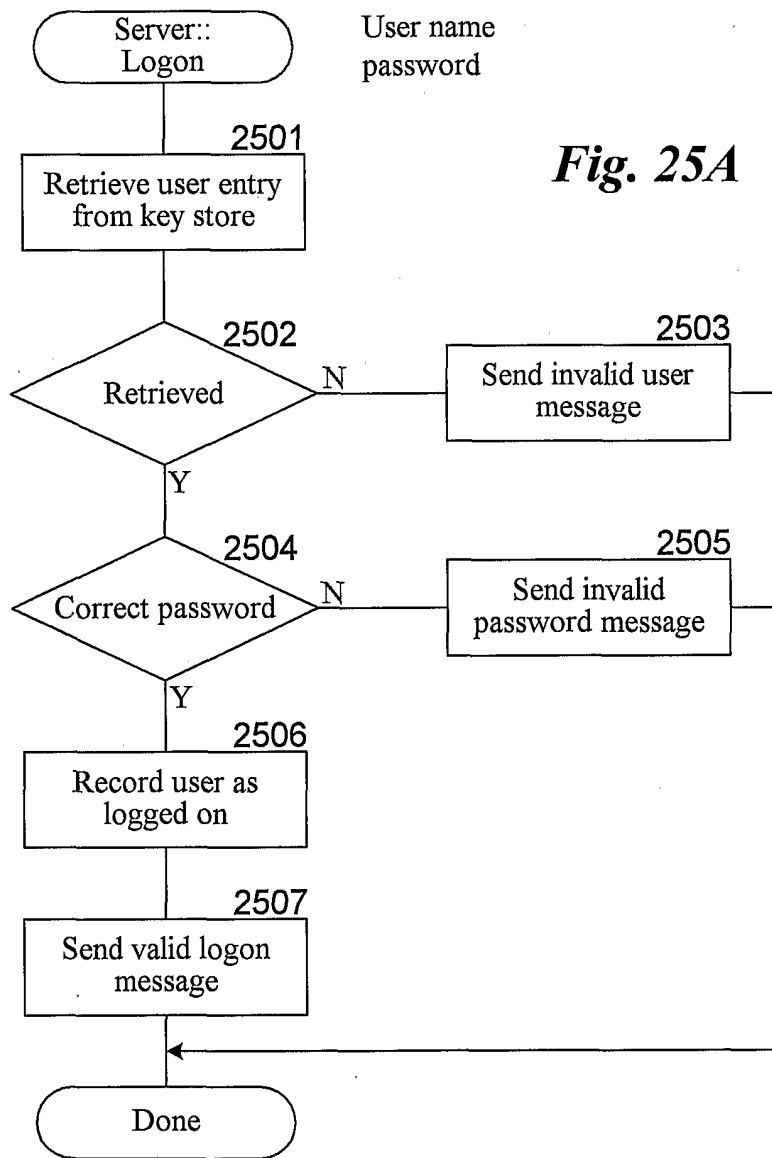 Server::
Logon
User name
password
Fig. 25A
2501
Retrieve user entry
from key store
2502
Retrieved
N
Y
2503
Send invalid user
message
2504
Correct password
N
Y
2505
Send invalid
password message
2506
Record user as
logged on
2507
Send valid logon
message
Done